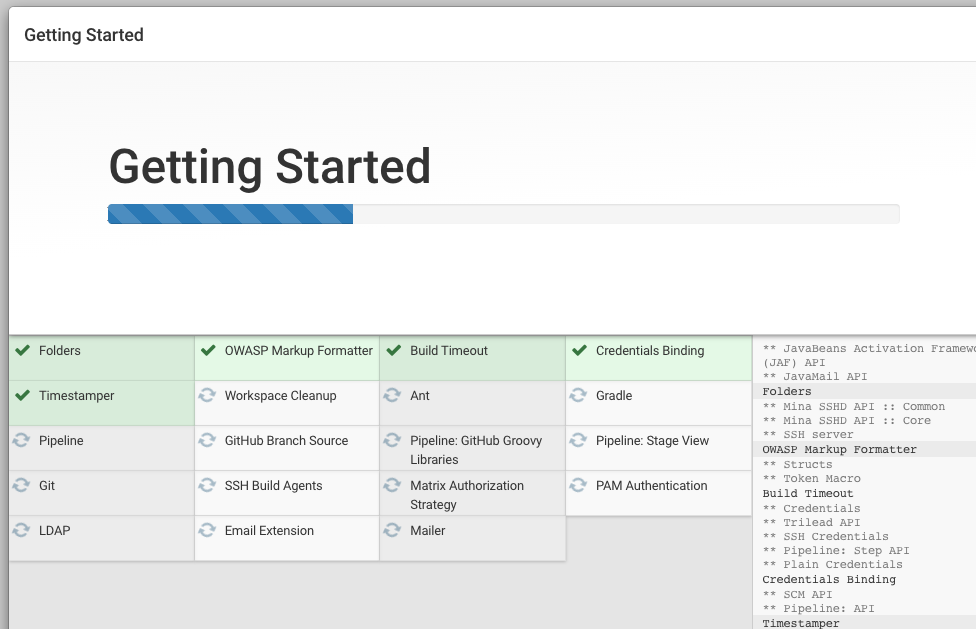 Getting Started
Getting Started
Folders
OWASP Markup Formatter
Build Timeout
Credentials Binding
Timestamper
Workspace Cleanup
Ant
Gradle
Pipeline
GitHub Branch Source
Pipeline: GitHub Groovy
Libraries
Pipeline: Stage View
Git
SSH Build Agents
Matrix Authorization
Strategy
PAM Authentication
LDAP
Email Extension
Mailer
** JavaBeans Activation Framewo
(JAF) API
** JavaMail API
Folders
** Mina SSHD API :: Common
** Mina SSHD API :: Core
** SSH server
OWASP Markup Formatter
** Structs
** Token Macro
Build Timeout
** Credentials
** Trilead API
** SSH Credentials
** Pipeline: Step API
** Plain Credentials
Credentials Binding
** SCM API
** Pipeline: API
Timestamper